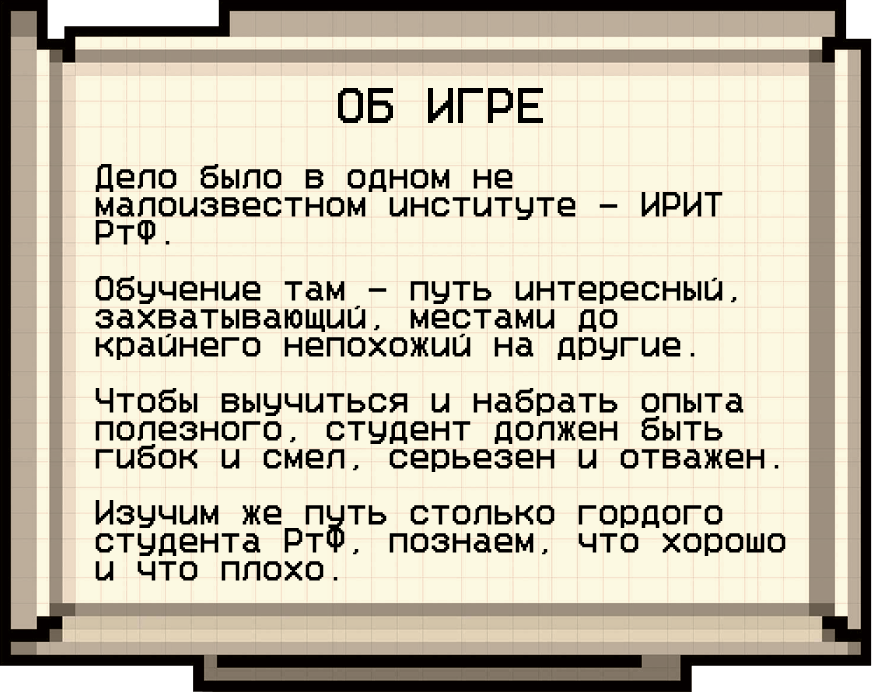 ОБ ИГРЕ
Дело было в одном не
малоизвестном институте – ИРИТ
РтФ.
Обучение там – путь интересный,
захватывающий, местами до
крайнего непохожий на другие.
Чтобы выучиться и набрать опыта
полезного, студент должен быть
гибок и смел, серьезен и отважен.
Изучим же путь столько гордого
студента РтФ, познаем, что хорошо
и что плохо.